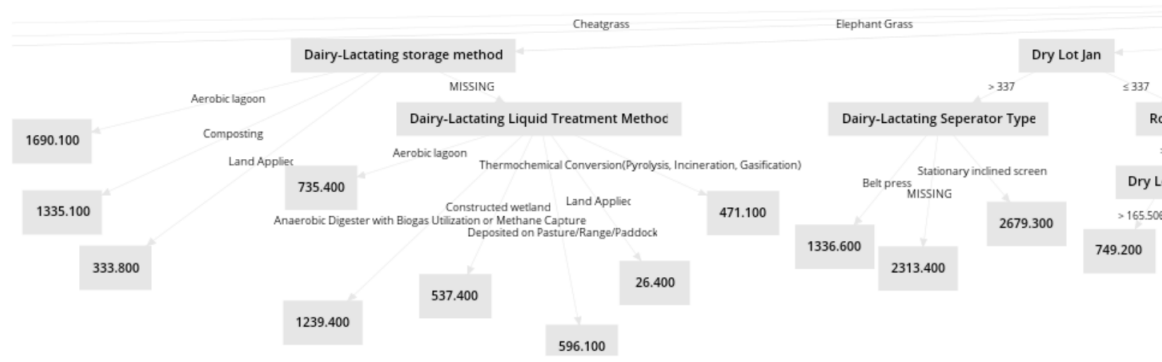 Cheatgrass
Elephant Grass
Dairy-Lactating storage method
Dry Lot Jan
MISSING
> 337
≤ 337
Aerobic lagoon
Dairy-Lactating Liquid Treatment Methoc
Dairy-Lactating Seperator Type
Ro
1690.100
Composting
Aerobic lagoon
Land Appliec
Thermochemical Conversion(Pyrolysis, Incineration, Gasification)
Stationary inclined screen
735.400
Belt press
MISSING
Dry L
1335.100
Constructed wetland
Land Appliec
471.100
> 165.506
Anaerobic Digester with Biogas Utilization or Methane Capture
2679.300
Deposited on Pasture/Range/Paddock
1336.600
749.200
333.800
2313.400
26.400
537.400
1239.400
596.100